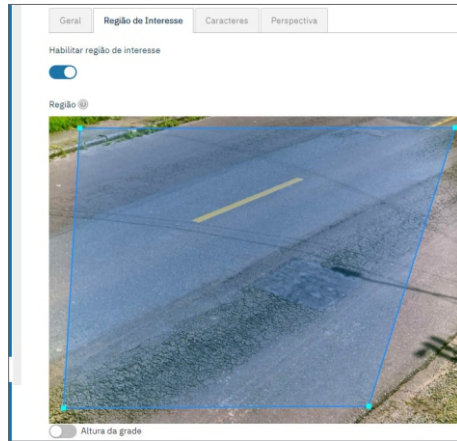 Geral Região de Interesse Caracteres Perspectiva
Habilitar região de interesse
Região
Altura da grade